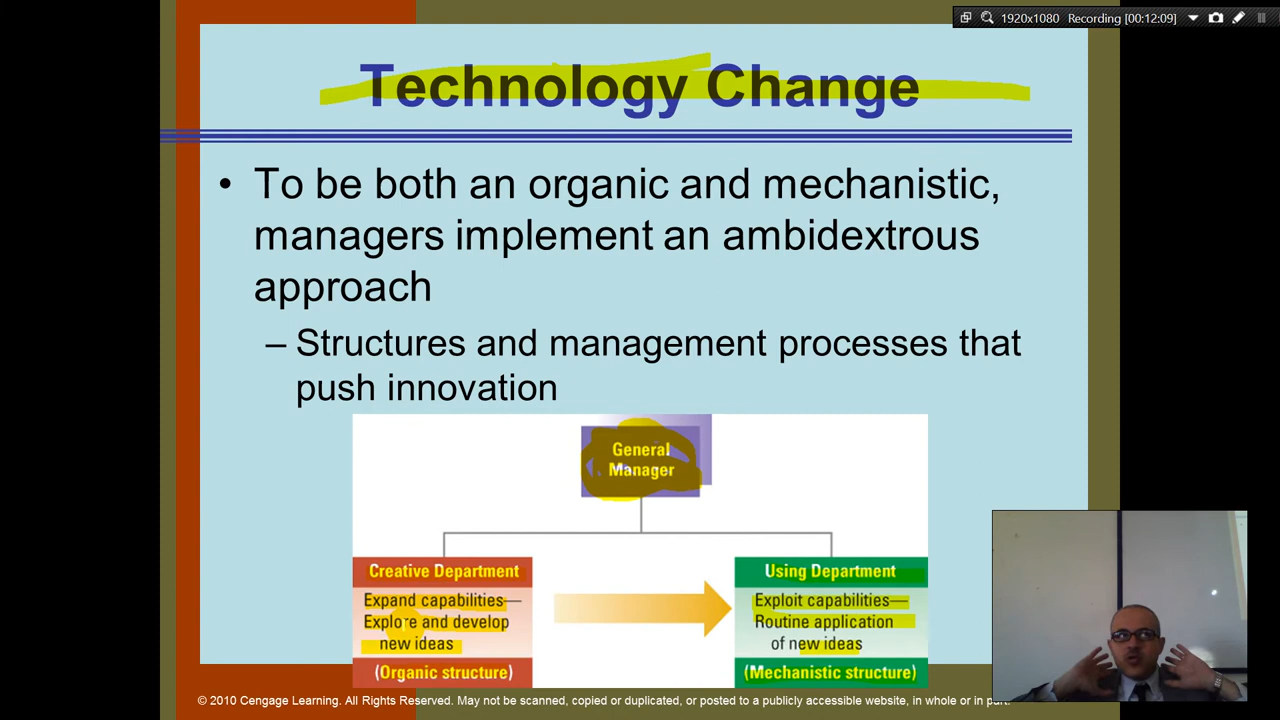 1920x1080 Recording [00:12:09]
Technology Change
• To be both an organic and mechanistic,
managers implement an ambidextrous
approach
– Structures and management processes that
push innovation
General
Manager
Creative Department
Expand capabilities—
Explore and develop
new ideas
(Organic structure)
Using Department
Exploit capabilities—
Routine application
of new ideas
(Mechanistic structure)
© 2010 Cengage Learning. All Rights Reserved. May not be scanned, copied or duplicated, or posted to a publicly accessible website, in whole or in part.